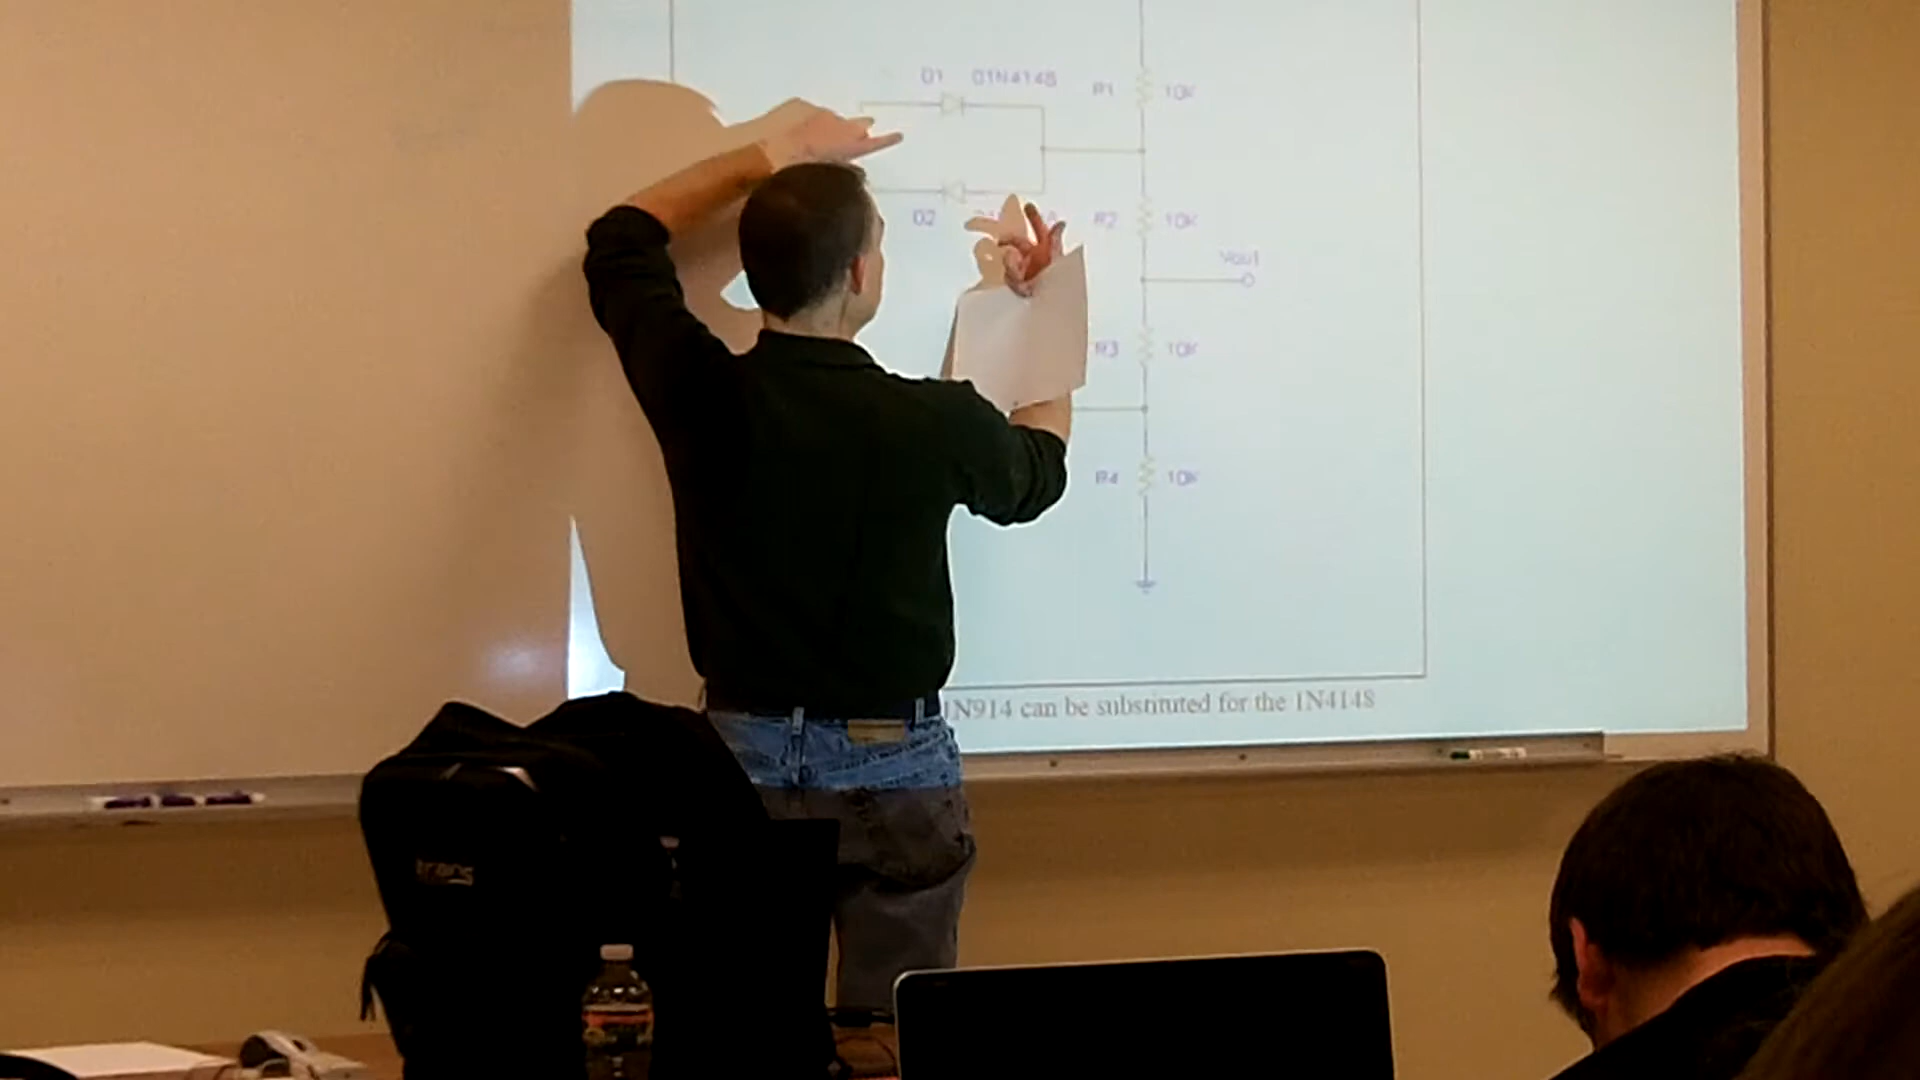 D1 D1N4148
R1 10K
D2
R2 10K
Vout
R3 10K
R4 10K
1N914 can be substituted for the 1N4148
trans